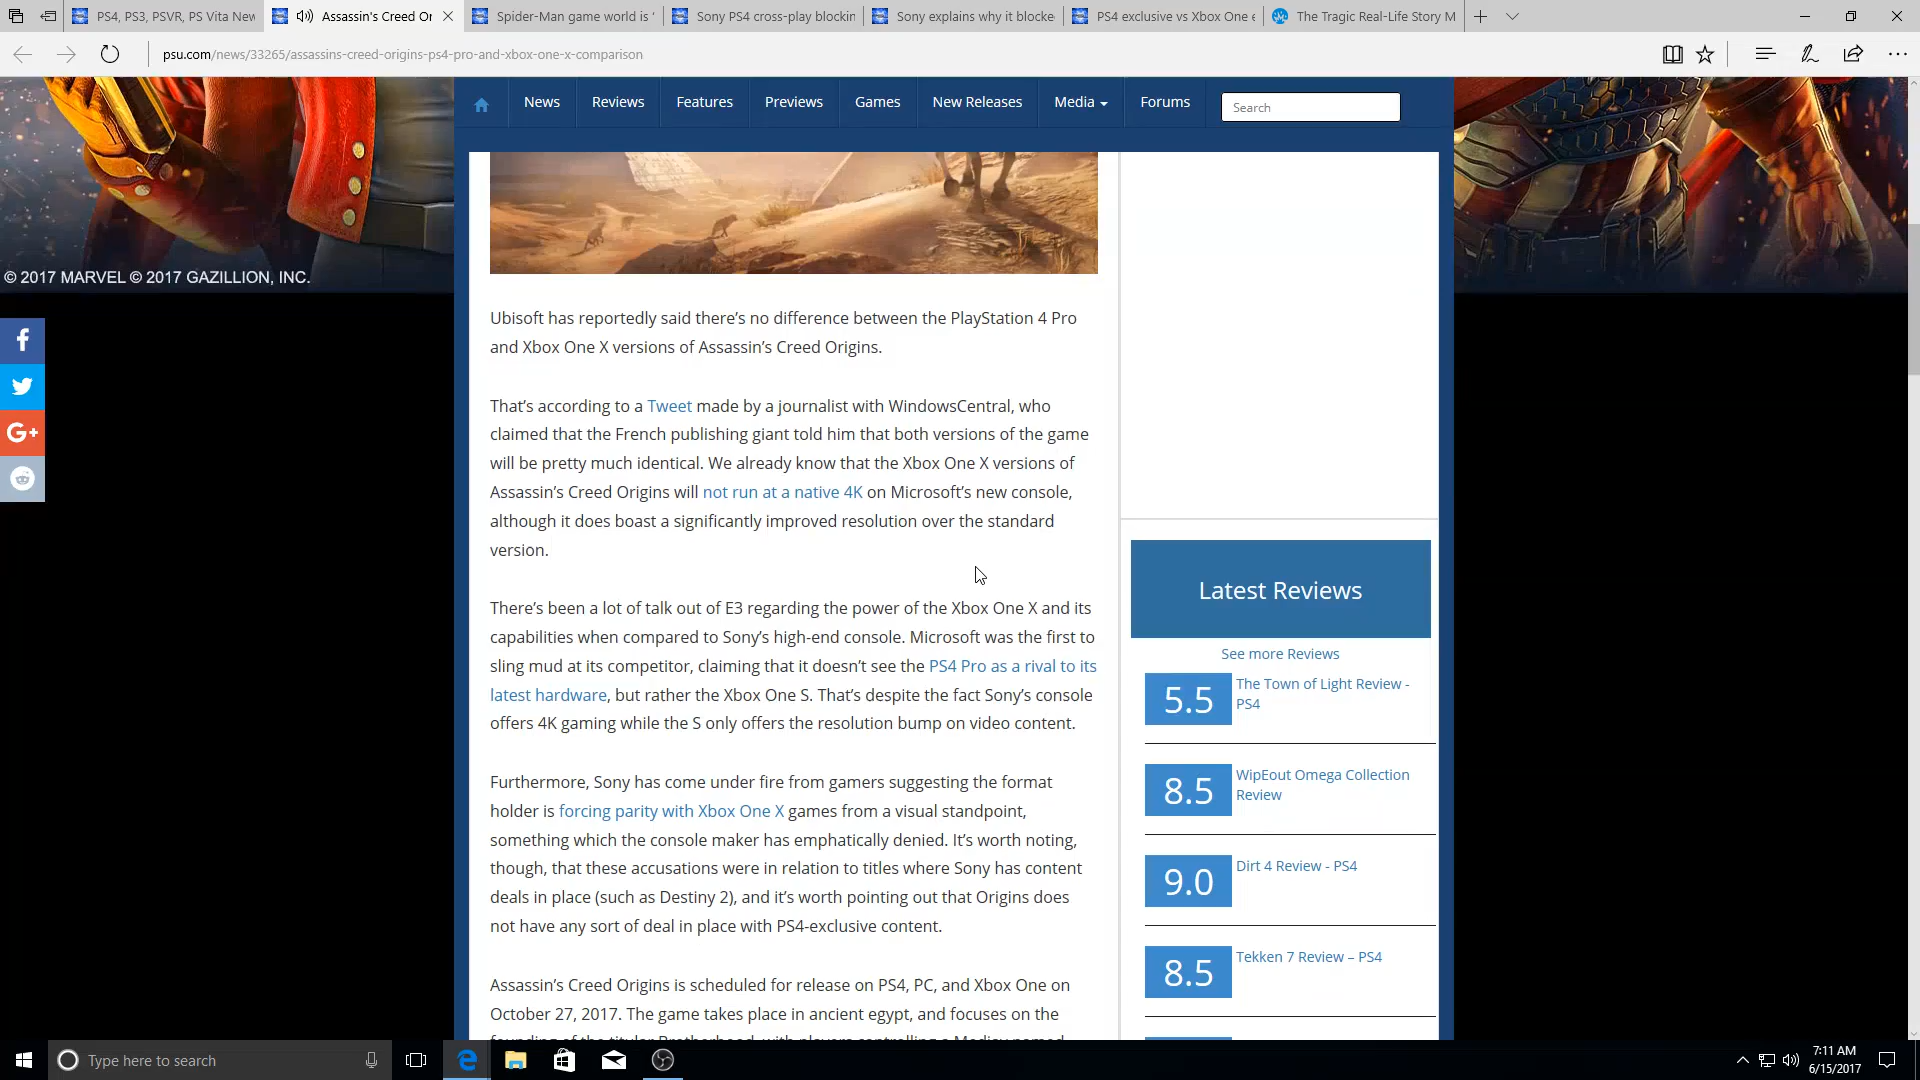 PS4, PS3, PSVR, PS Vita New
Assassin's Creed Or
Spider-Man game world is '
Sony PS4 cross-play blockin
Sony explains why it blocke
PS4 exclusive vs Xbox One e
The Tragic Real-Life Story M
psu.com/news/33265/assassins-creed-origins-ps4-pro-and-xbox-one-x-comparison
News
Reviews
Features
Previews
Games
New Releases
Media
Forums
Search
© 2017 MARVEL © 2017 GAZILLION, INC.
Ubisoft has reportedly said there's no difference between the PlayStation 4 Pro
and Xbox One X versions of Assassin's Creed Origins.
That's according to a Tweet made by a journalist with WindowsCentral, who
claimed that the French publishing giant told him that both versions of the game
will be pretty much identical. We already know that the Xbox One X versions of
Assassin's Creed Origins will not run at a native 4K on Microsoft's new console,
although it does boast a significantly improved resolution over the standard
version.
There's been a lot of talk out of E3 regarding the power of the Xbox One X and its
capabilities when compared to Sony's high-end console. Microsoft was the first to
sling mud at its competitor, claiming that it doesn't see the PS4 Pro as a rival to its
latest hardware, but rather the Xbox One S. That's despite the fact Sony's console
offers 4K gaming while the S only offers the resolution bump on video content.
Furthermore, Sony has come under fire from gamers suggesting the format
holder is forcing parity with Xbox One X games from a visual standpoint,
something which the console maker has emphatically denied. It's worth noting,
though, that these accusations were in relation to titles where Sony has content
deals in place (such as Destiny 2), and it's worth pointing out that Origins does
not have any sort of deal in place with PS4-exclusive content.
Assassin's Creed Origins is scheduled for release on PS4, PC, and Xbox One on
October 27, 2017. The game takes place in ancient egypt, and focuses on the
Latest Reviews
See more Reviews
5.5
The Town of Light Review -
PS4
8.5
WipEout Omega Collection
Review
9.0
Dirt 4 Review - PS4
8.5
Tekken 7 Review – PS4
Type here to search
7:11 AM
6/15/2017